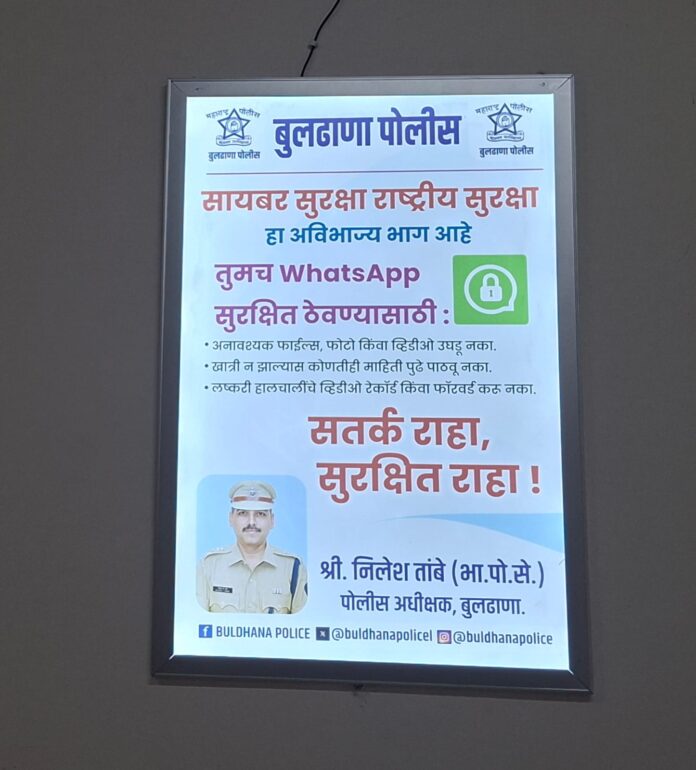 महाराष्ट्र पोलीस
बुलढाणा पोलीस
बुलढाणा पोलीस
महाराष्ट्र पोलीस
बुलढाणा पोलीस
सायबर सुरक्षा राष्ट्रीय सुरक्षा
हा अविभाज्य भाग आहे
तुमच WhatsApp
सुरक्षित ठेवण्यासाठी :
• अनावश्यक फाईल्स, फोटो किंवा व्हिडीओ उघडू नका.
• खात्री न झाल्यास कोणतीही माहिती पुढे पाठवू नका.
• लष्करी हालचालींचे व्हिडीओ रेकॉर्ड किंवा फॉरवर्ड करू नका.
सतर्क राहा,
सुरक्षित राहा !
श्री. निलेश तांबे (भा.पो.से.)
पोलीस अधीक्षक, बुलढाणा.
BULDHANA POLICE @buldhanapolicel @buldhanapolice